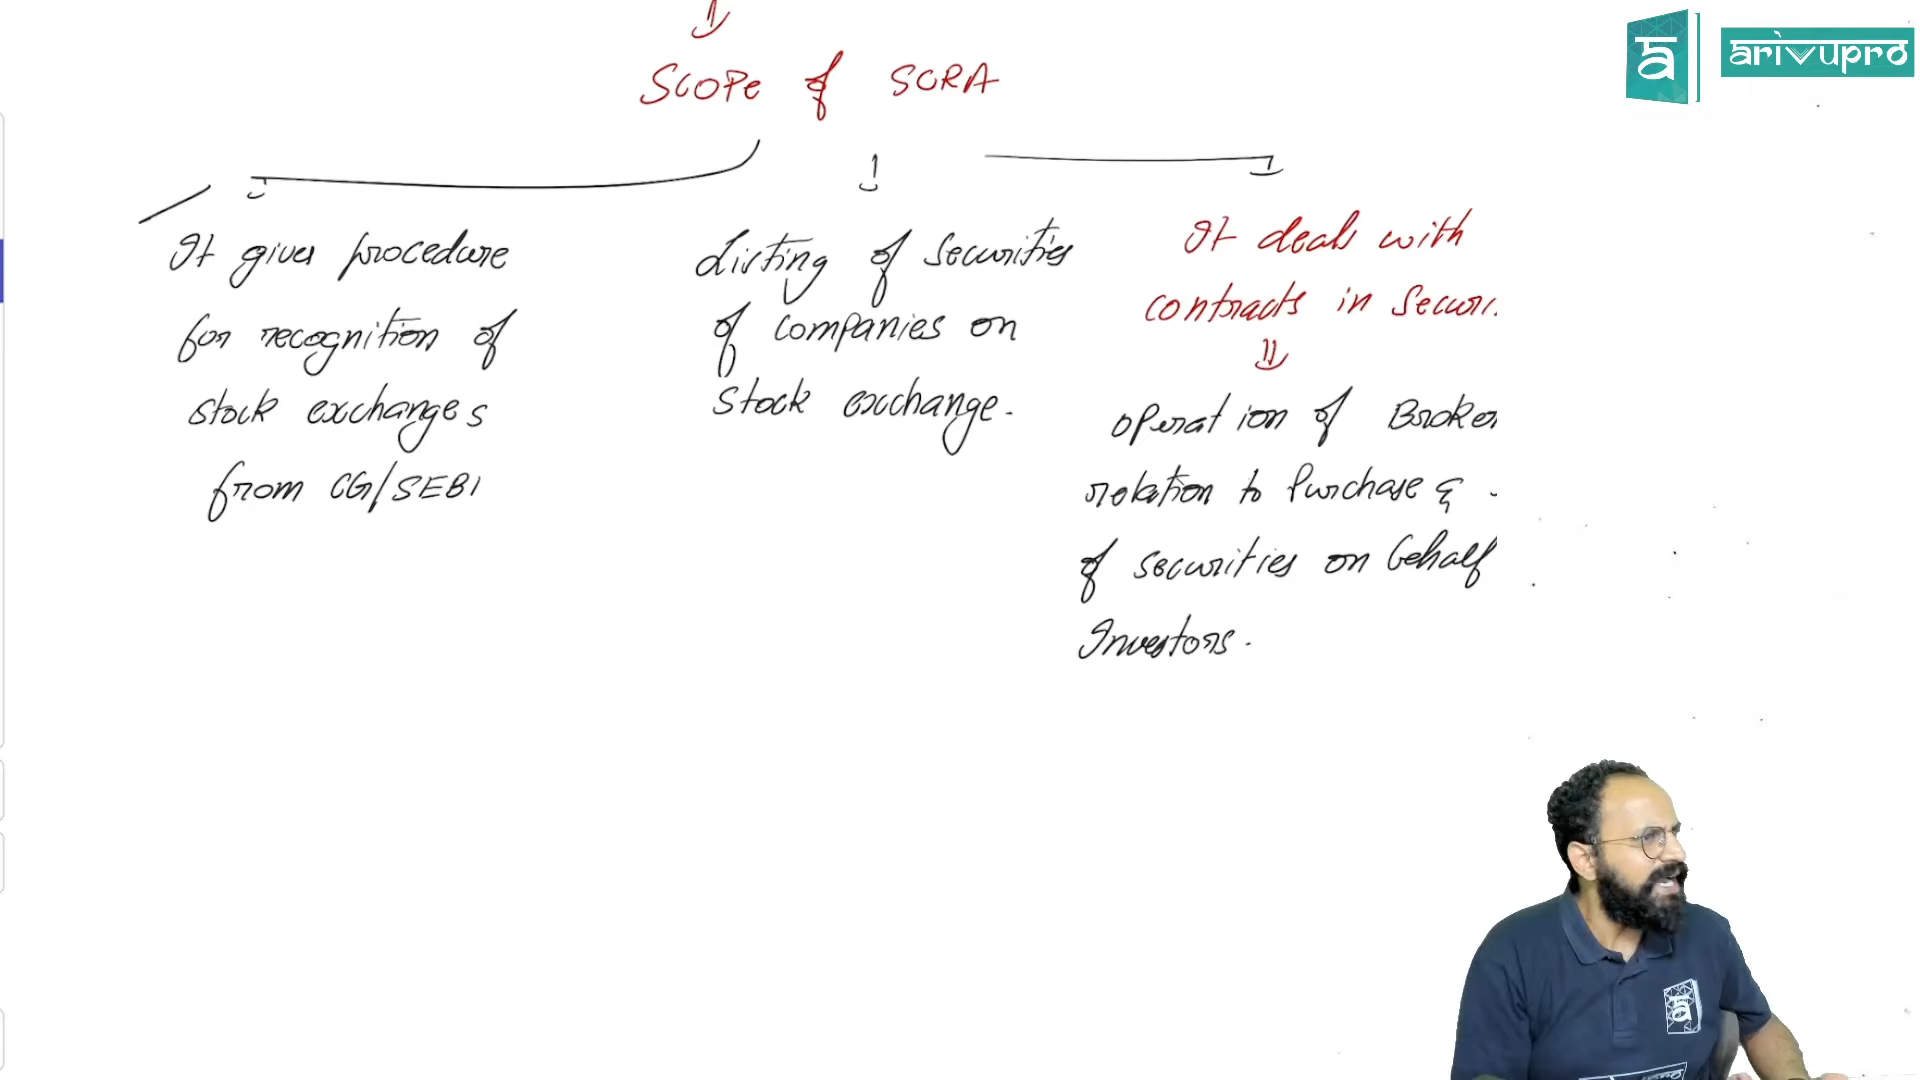 arivupro
SCOPe of SCRA
It gives procedure
for recognition of
stock exchanges
from CG/SEBI
Listing of Securities
of companies on
Stock exchange.
It deals with
contracts in Securi
operation of Broker
relation to Purchase &
of securities on behalf
Investors.